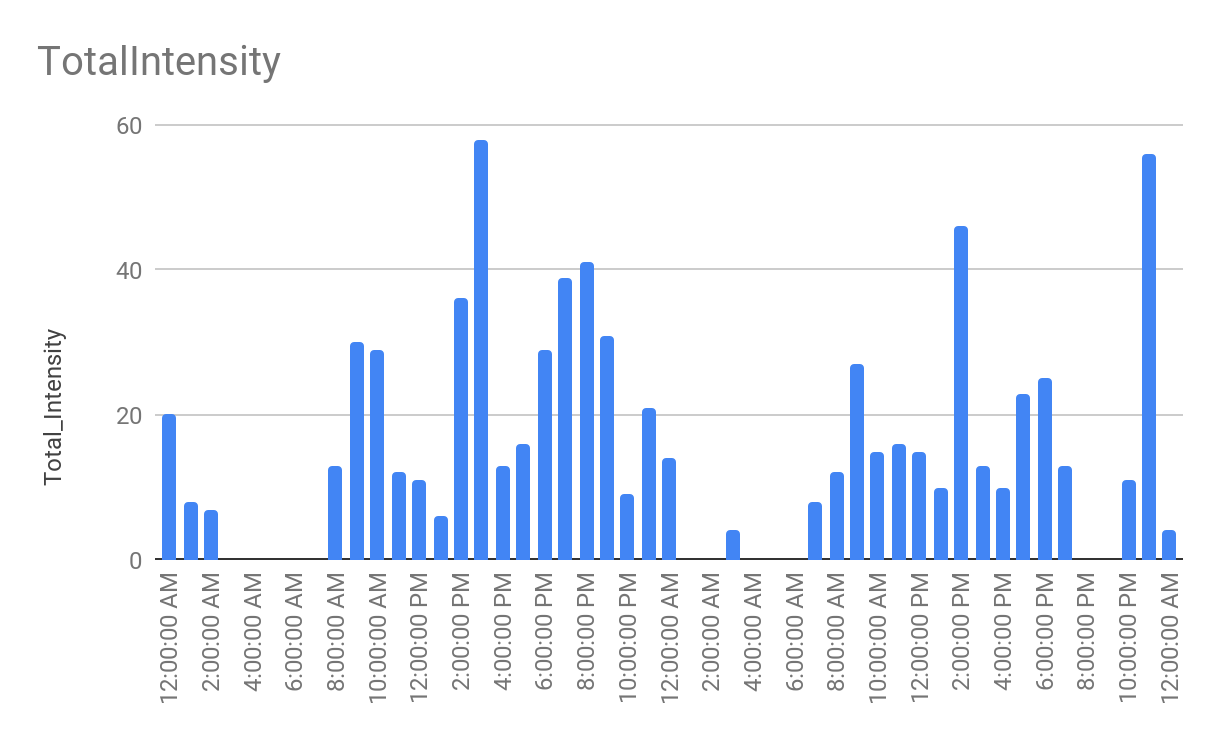 TotalIntensity
60
40
20
0
Total_Intensity
12:00:00 AM
2:00:00 AM
4:00:00 AM
6:00:00 AM
8:00:00 AM
10:00:00 AM
12:00:00 PM
2:00:00 PM
4:00:00 PM
6:00:00 PM
8:00:00 PM
10:00:00 PM
12:00:00 AM
2:00:00 AM
4:00:00 AM
6:00:00 AM
8:00:00 AM
10:00:00 AM
12:00:00 PM
2:00:00 PM
4:00:00 PM
6:00:00 PM
8:00:00 PM
10:00:00 PM
12:00:00 AM